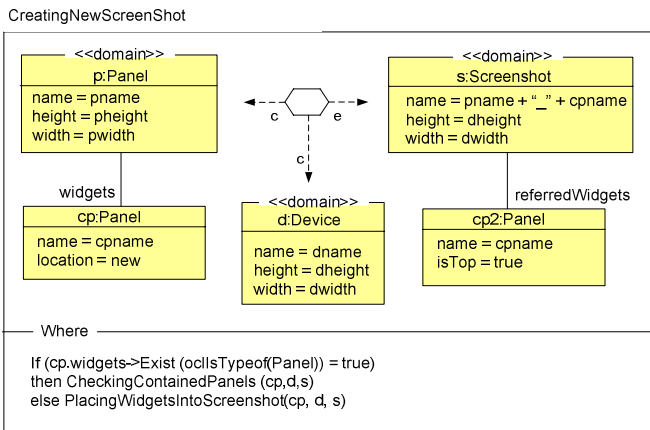 CreatingNewScreenShot
<<domain>>
p:Panel
name = pname
height = pheight
width = pwidth
widgets
cp:Panel
name = cpname
location = new
c
e
c
<<domain>>
d:Device
name = dname
height = dheight
width = dwidth
<<domain>>
s:Screenshot
name = pname + “_” + cpname
height = dheight
width = dwidth
referredWidgets
cp2:Panel
name = cpname
isTop = true
Where
If (cp.widgets->Exist (oclIsTypeof(Panel)) = true)
then CheckingContainedPanels (cp,d,s)
else PlacingWidgetsIntoScreenshot(cp, d, s)